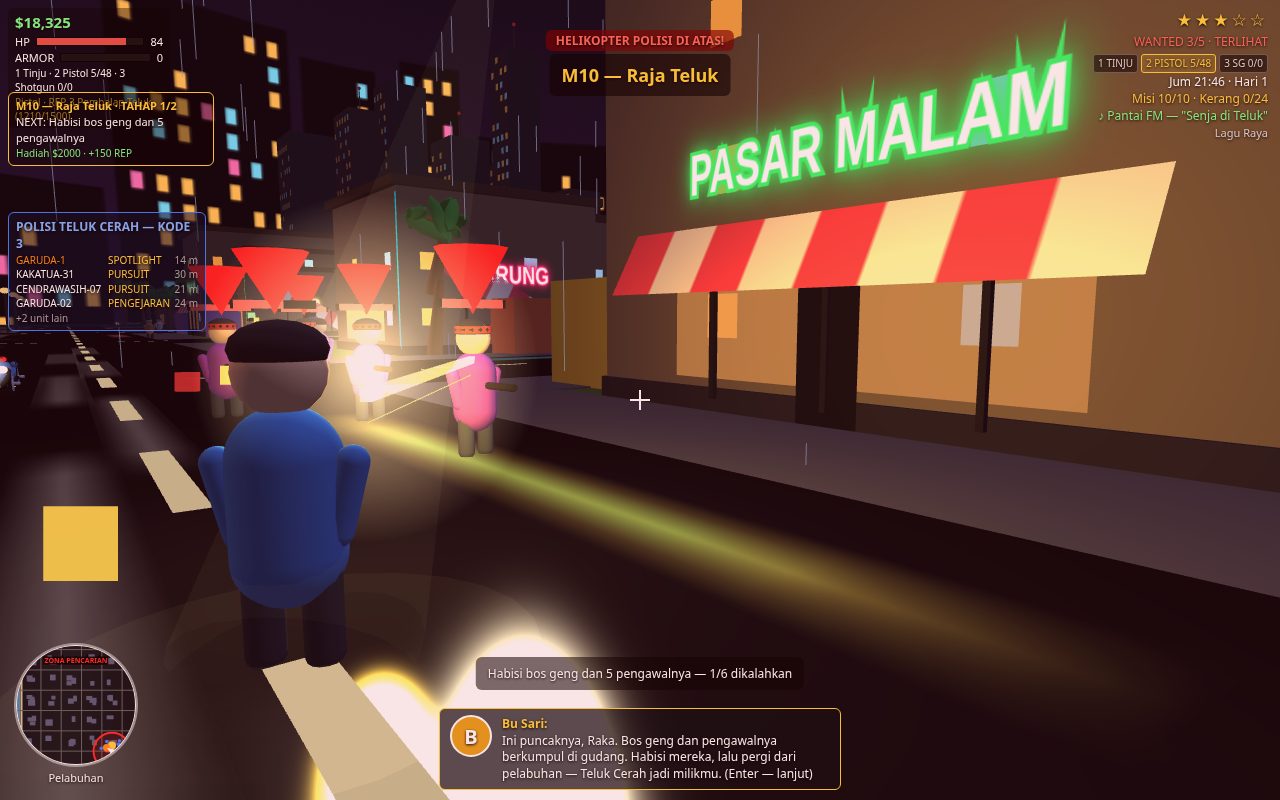 $18,325
HP 84
ARMOR 0
1 Tinju · 2 Pistol 5/48 · 3
Shotgun 0/0
M10 — Raja Teluk · TAHAP 1/2
NEXT: Habisi bos geng dan 5
pengawalnya
Hadiah $2000 · +150 REP
POLISI TELUK CERAH — KODE
3
GARUDA-1 SPOTLIGHT 14 m
KAKATUA-31 PURSUIT 30 m
CENDRAWASIH-07 PURSUIT 21 m
GARUDA-02 PENGEJARAN 24 m
+2 unit lain
HELIKOPTER POLISI DI ATAS!
M10 — Raja Teluk
★★★☆☆
WANTED 3/5 · TERLIHAT
1 TINJU 2 PISTOL 5/48 3 SG 0/0
Jum 21:46 · Hari 1
Misi 10/10 · Kerang 0/24
♪ Pantai FM — "Senja di Teluk"
Lagu Raya
PASAR MALAM
RUNG
ZONA PENCARIAN
Pelabuhan
Habisi bos geng dan 5 pengawalnya — 1/6 dikalahkan
B
Bu Sari:
Ini puncaknya, Raka. Bos geng dan pengawalnya
berkumpul di gudang. Habisi mereka, lalu pergi dari
pelabuhan — Teluk Cerah jadi milikmu. (Enter — lanjut)